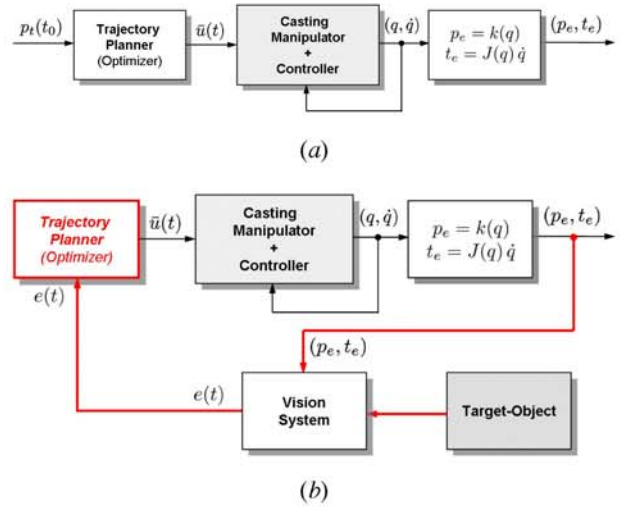 p_t(t_0)
Trajectory
Planner
(Optimizer)
ū(t)
Casting
Manipulator
+
Controller
(q, q̇)
p_e = k(q)
t_e = J(q) q̇
(p_e, t_e)
(a)
Trajectory
Planner
(Optimizer)
ū(t)
Casting
Manipulator
+
Controller
(q, q̇)
p_e = k(q)
t_e = J(q) q̇
(p_e, t_e)
e(t)
(p_e, t_e)
e(t)
Vision
System
Target-Object
(b)